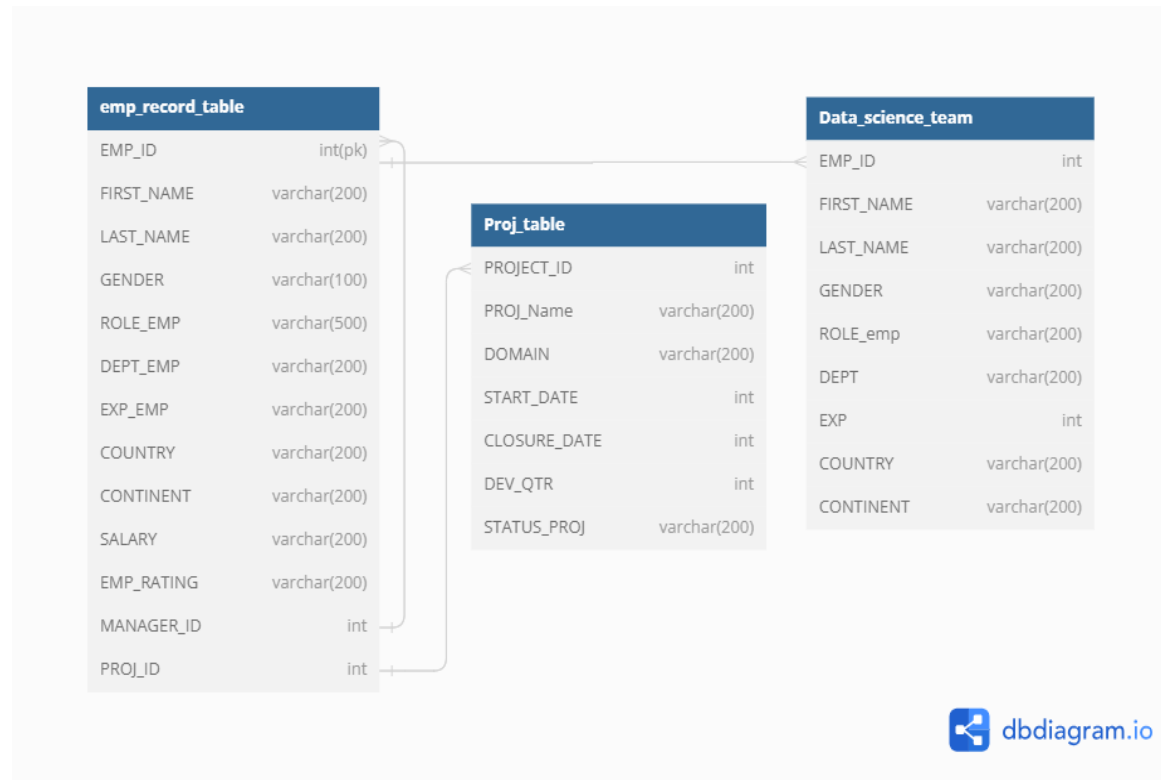 emp_record_table
EMP_ID int(pk)
FIRST_NAME varchar(200)
LAST_NAME varchar(200)
GENDER varchar(100)
ROLE_EMP varchar(500)
DEPT_EMP varchar(200)
EXP_EMP varchar(200)
COUNTRY varchar(200)
CONTINENT varchar(200)
SALARY varchar(200)
EMP_RATING varchar(200)
MANAGER_ID int
PROJ_ID int
Proj_table
PROJECT_ID int
PROJ_Name varchar(200)
DOMAIN varchar(200)
START_DATE int
CLOSURE_DATE int
DEV_QTR int
STATUS_PROJ varchar(200)
Data_science_team
EMP_ID int
FIRST_NAME varchar(200)
LAST_NAME varchar(200)
GENDER varchar(200)
ROLE_emp varchar(200)
DEPT varchar(200)
EXP int
COUNTRY varchar(200)
CONTINENT varchar(200)
dbdiagram.io